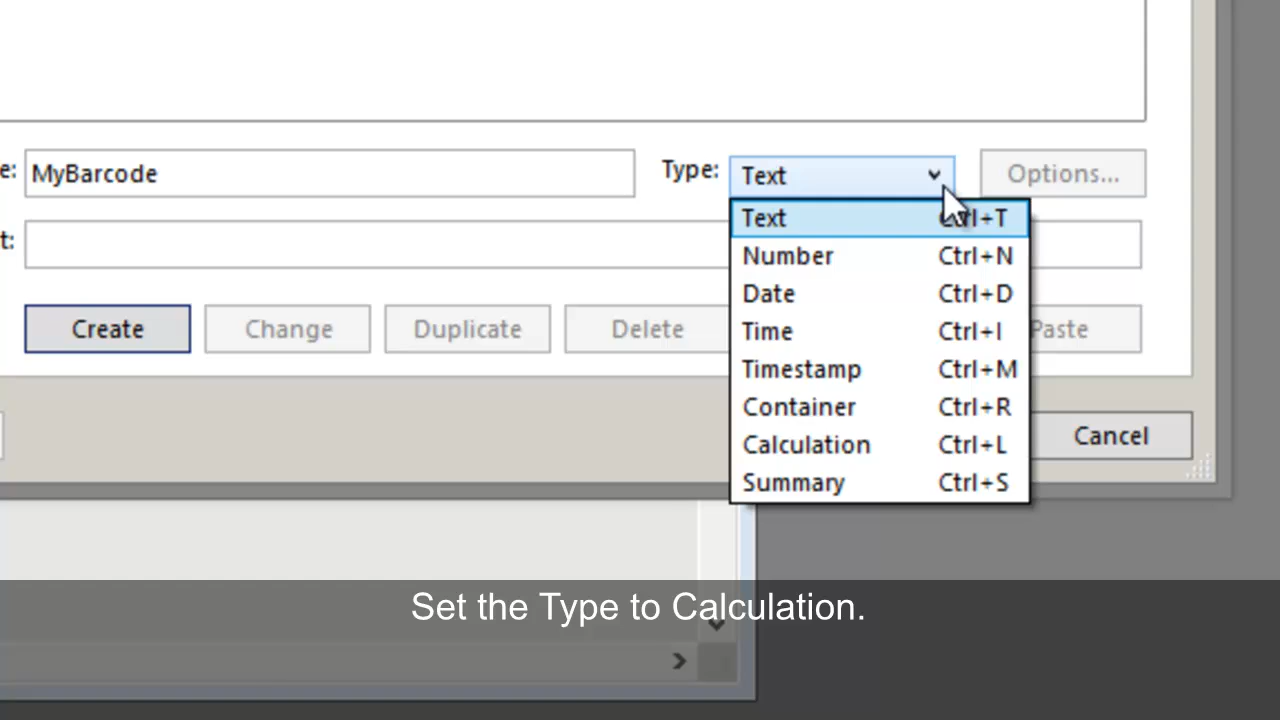 e: MyBarcode Type: Text Options...
t:
Text Ctrl+T
Number Ctrl+N
Date Ctrl+D
Time Ctrl+I
Timestamp Ctrl+M
Container Ctrl+R
Calculation Ctrl+L
Summary Ctrl+S
Create Change Duplicate Delete Paste
Cancel
Set the Type to Calculation.